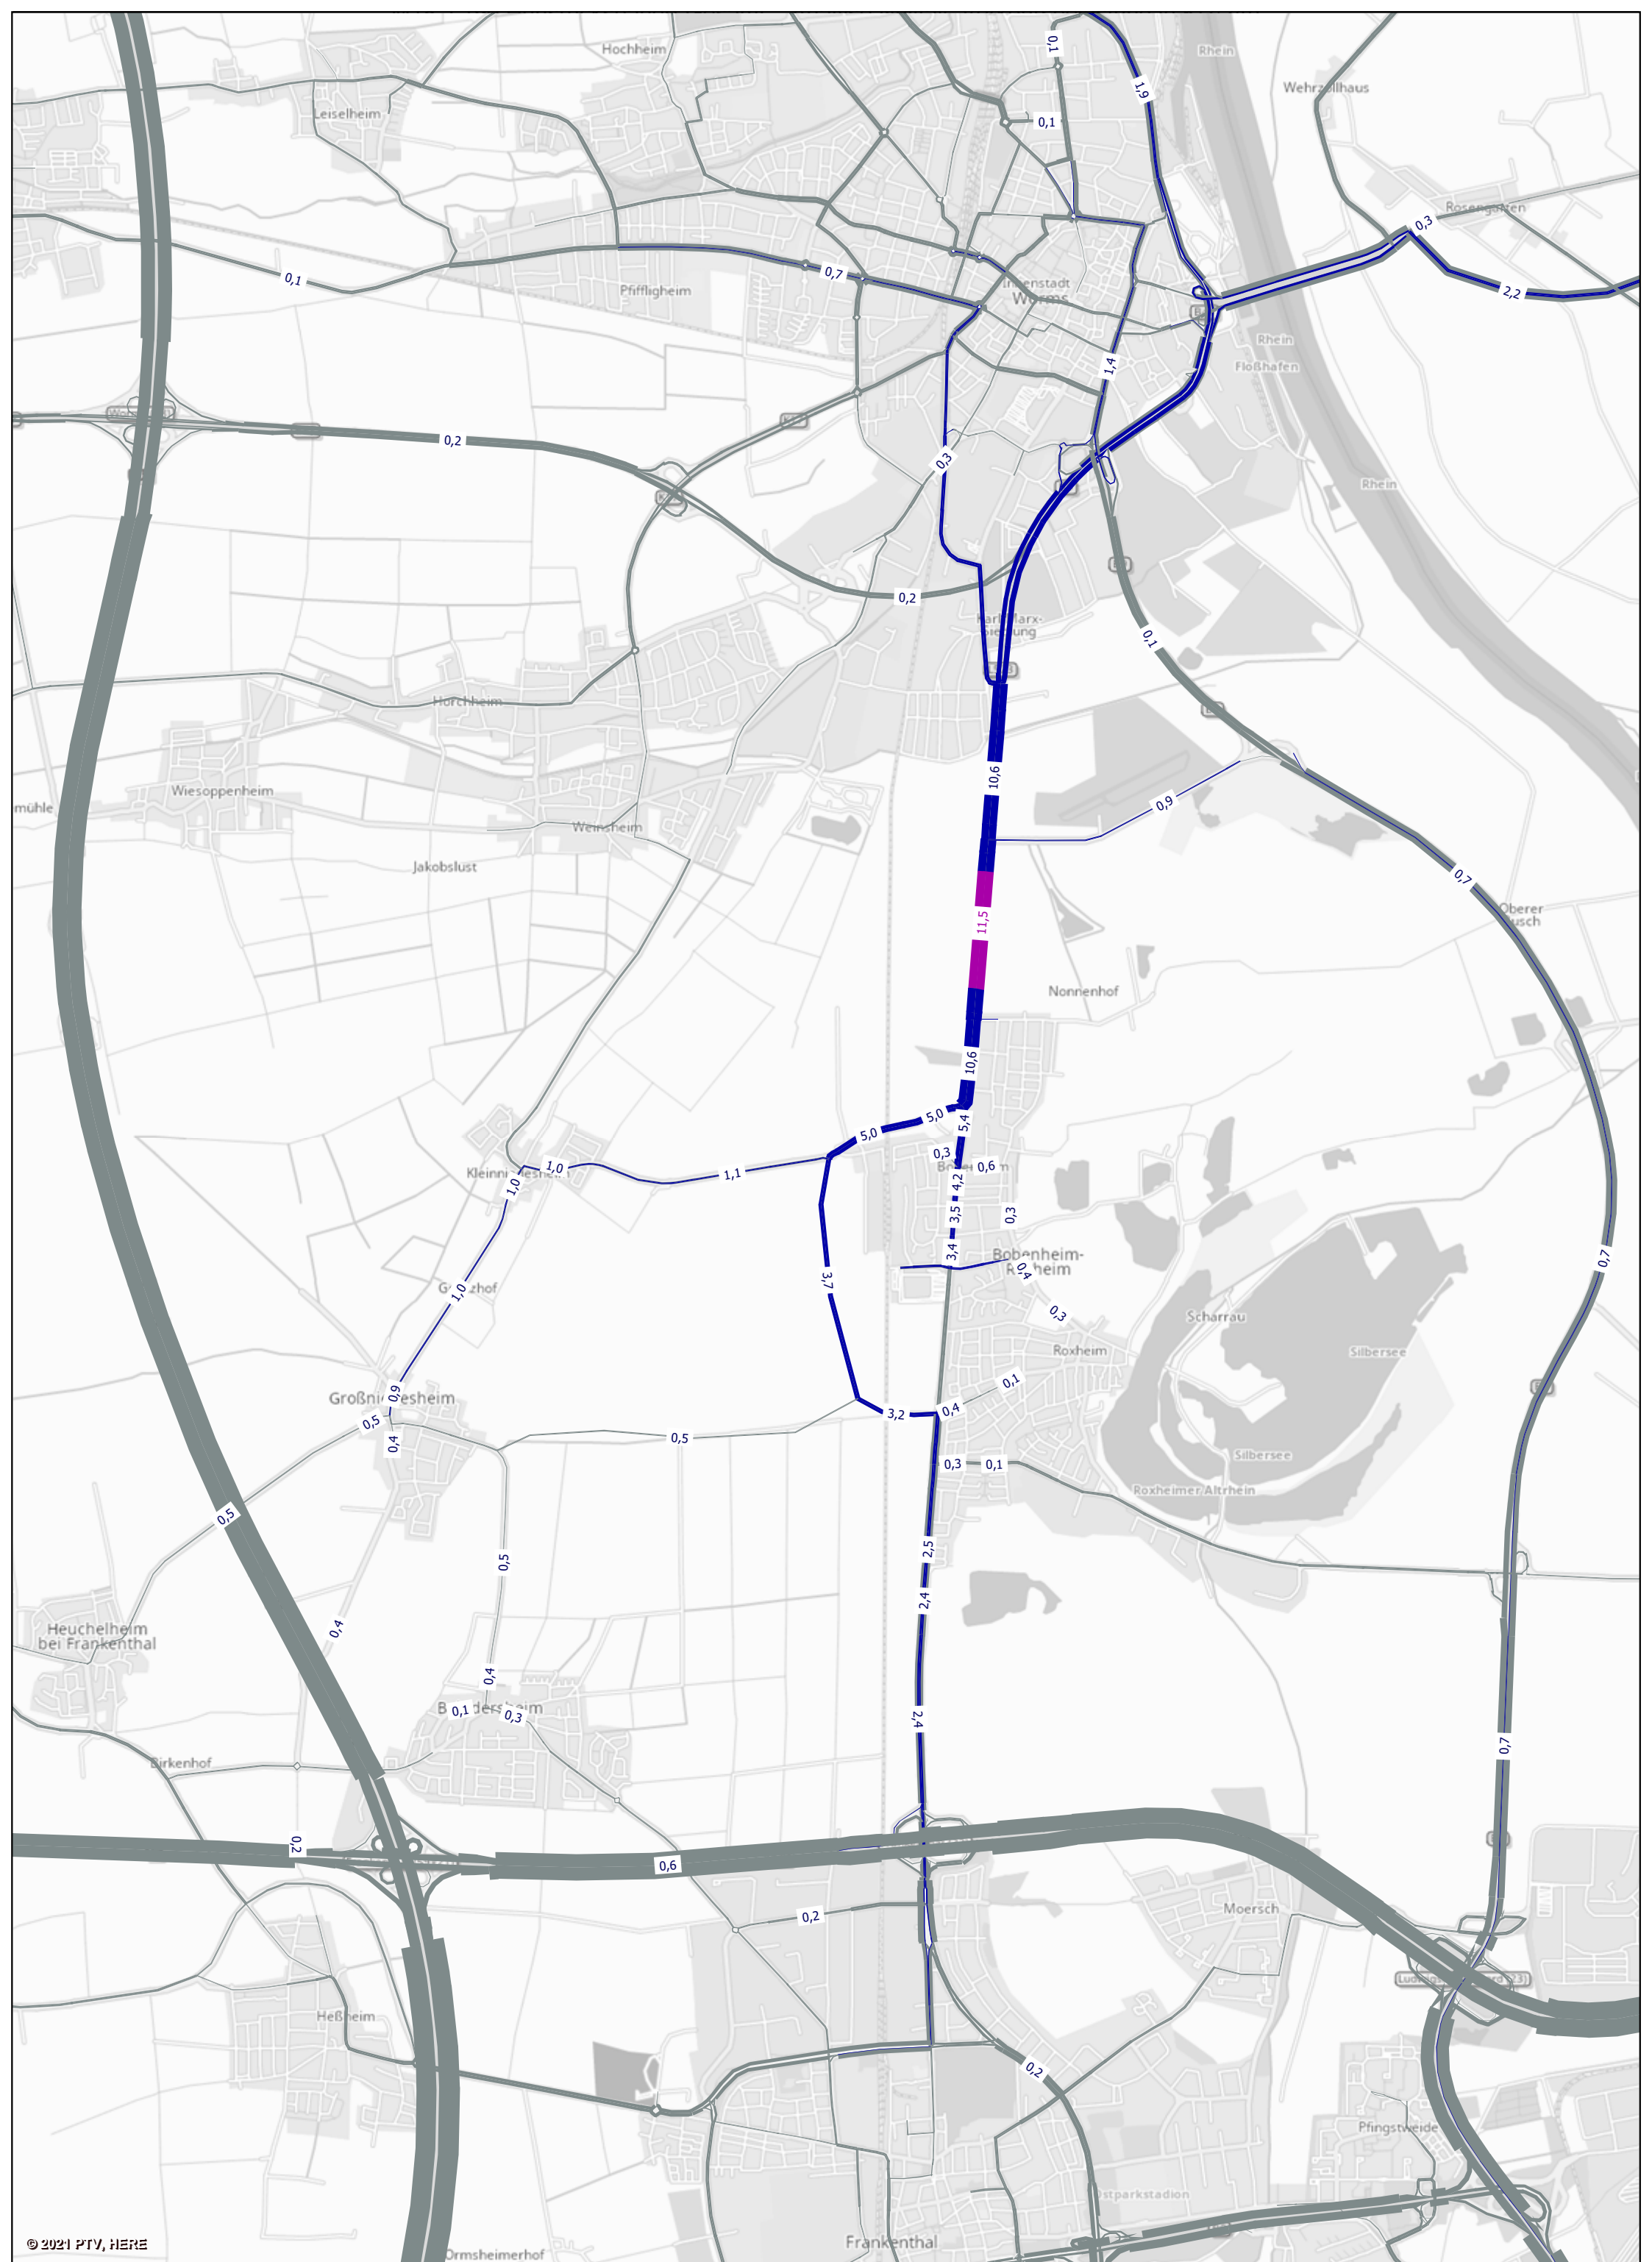 Hochheim
0,1
Rhein
1,9
Wehrzollhaus
Leiselheim
0,1
Rosengarten
0,3
0,7
0,1
Pfiffligheim
Innenstadt
Worms
2,2
Rhein
Floßhafen
1,4
0,2
0,3
Rhein
0,2
Karl-Marx-
Siedlung
0,1
Horchheim
10,6
Wiesoppenheim
0,9
Weinsheim
Jakobslust
0,7
11,5
Oberer
Busch
Nonnenhof
10,6
5,0
5,4
5,0
0,3
0,6
1,0
1,1
Kleinniedesheim
1,0
4,2
3,5
0,3
3,4
Bobenheim-
Roxheim
0,4
0,7
3,7
1,0
0,3
Scharrau
Roxheim
Silbersee
0,1
0,9
Großniedesheim
0,5
0,4
3,2
0,4
0,5
Silbersee
0,3
0,1
Roxheimer Altrhein
0,5
2,5
0,5
2,4
0,4
Heuchelheim
bei Frankenthal
0,4
0,1
0,3
2,4
0,7
Birkenhof
0,2
0,6
Moersch
0,2
Heßheim
0,2
Pfingstweide
Ostparkstadion
Frankenthal
© 2021 PTV, HERE
Ormsheimerhof